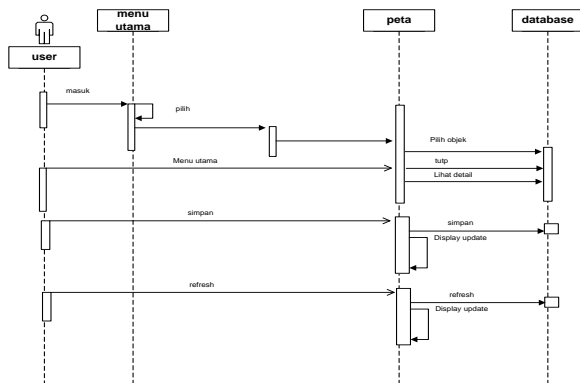 menu
utama
peta
database
user
masuk
pilih
Pilih objek
Menu utama
tutp
Lihat detail
simpan
simpan
Display update
refresh
refresh
Display update